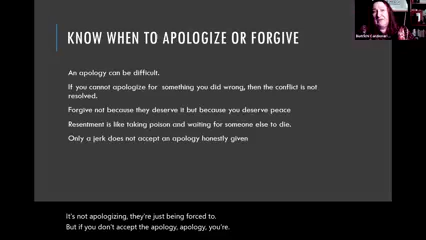 KNOW WHEN TO APOLOGIZE OR FORGIVE
An apology can be difficult.
If you cannot apologize for something you did wrong, then the conflict is not
resolved.
Forgive not because they deserve it but because you deserve peace
Resentment is like taking poison and waiting for someone else to die.
Only a jerk does not accept an apology honestly given
It's not apologizing, they're just being forced to.
But if you don't accept the apology, apology, you're.